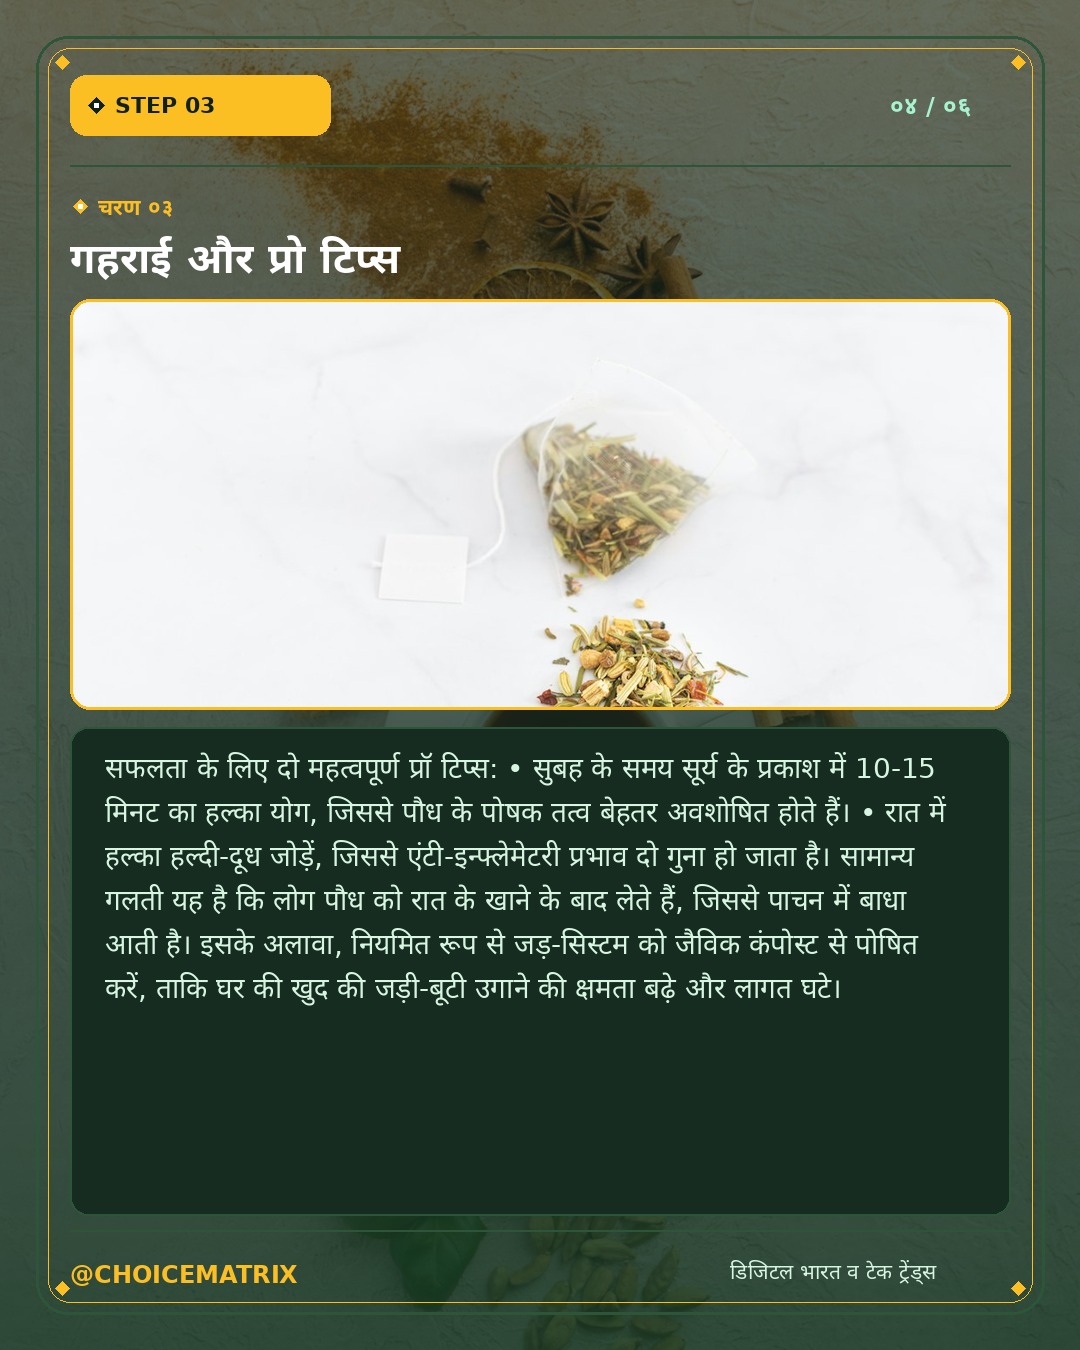 STEP 03
०४ / ०६
चरण ०३
गहराई और प्रो टिप्स
सफलता के लिए दो महत्वपूर्ण प्रॉ टिप्स: • सुबह के समय सूर्य के प्रकाश में 10-15
मिनट का हल्का योग, जिससे पौध के पोषक तत्व बेहतर अवशोषित होते हैं। • रात में
हल्का हल्दी-दूध जोड़ें, जिससे एंटी-इन्फ्लेमेटरी प्रभाव दो गुना हो जाता है। सामान्य
गलती यह है कि लोग पौध को रात के खाने के बाद लेते हैं, जिससे पाचन में बाधा
आती है। इसके अलावा, नियमित रूप से जड़-सिस्टम को जैविक कंपोस्ट से पोषित
करें, ताकि घर की खुद की जड़ी-बूटी उगाने की क्षमता बढ़े और लागत घटे।
@CHOICEMATRIX
डिजिटल भारत व टेक ट्रेंड्स